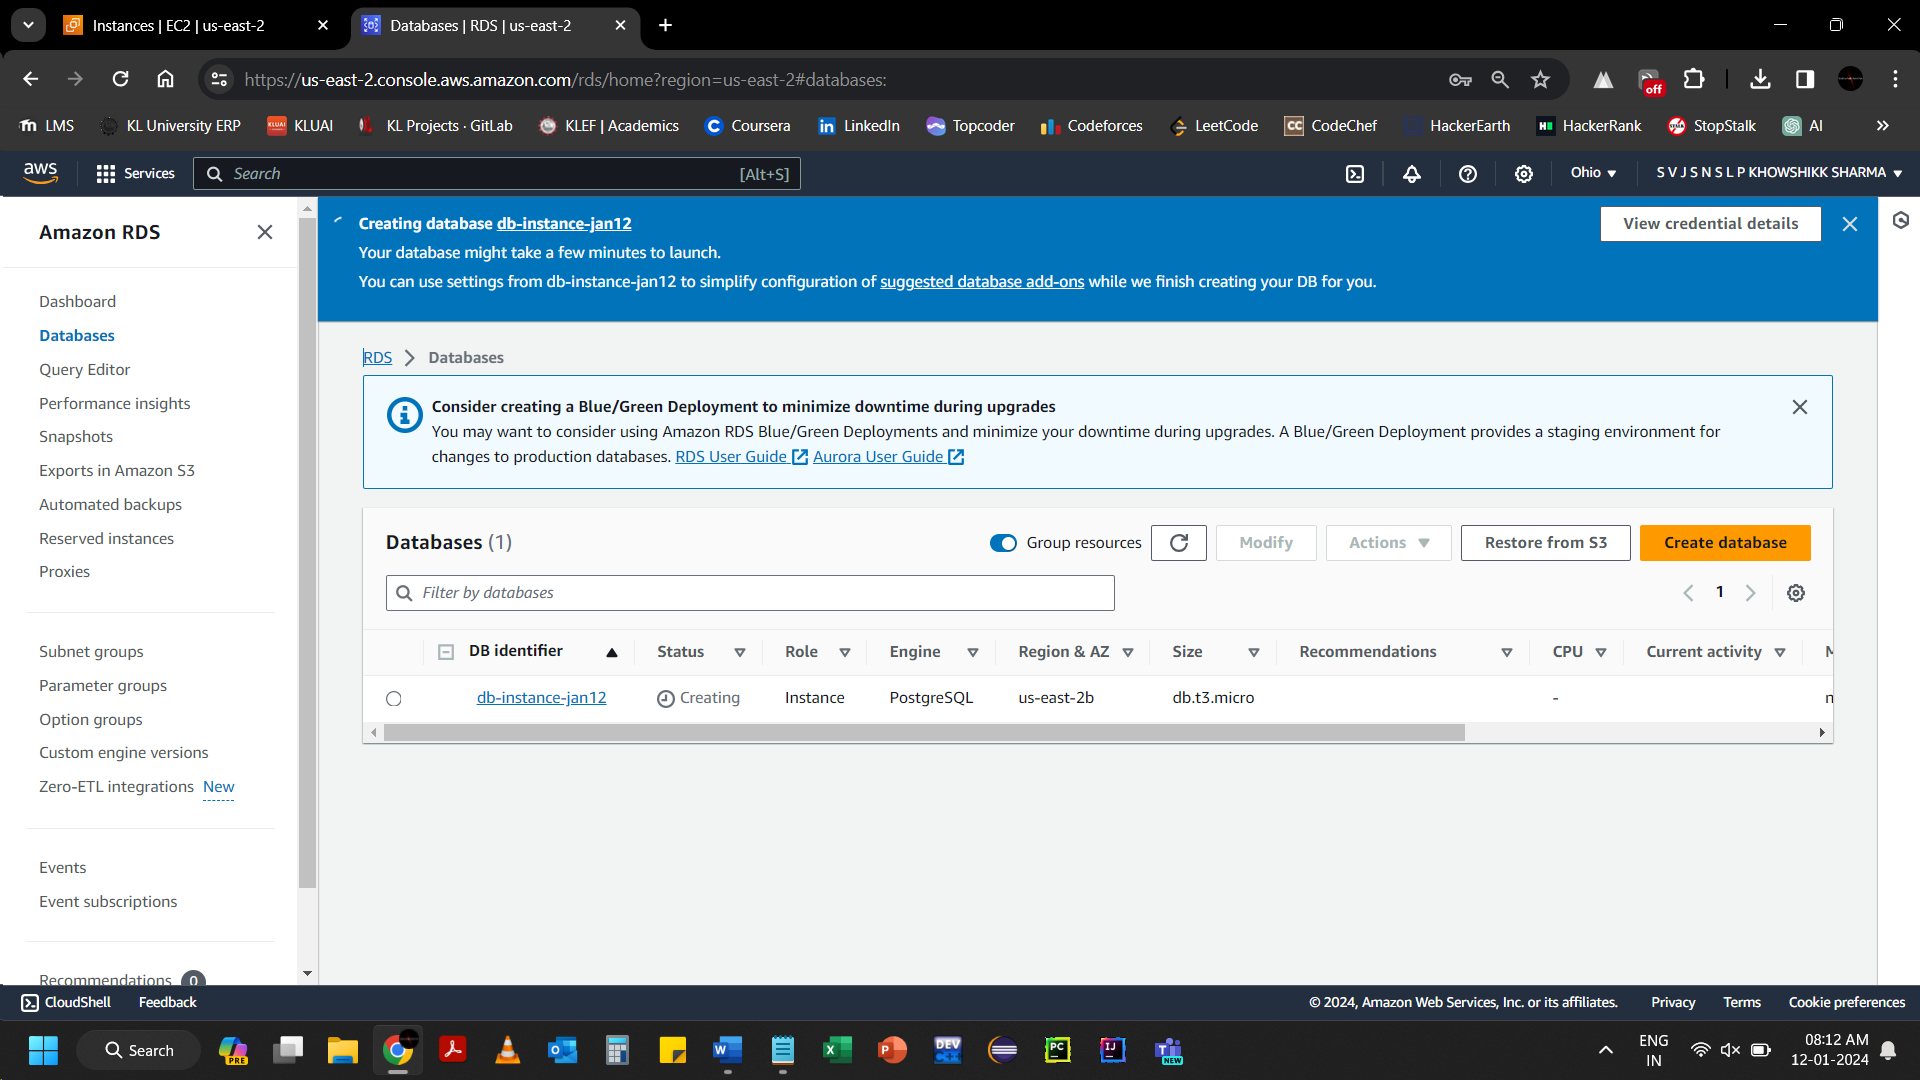 Instances | EC2 | us-east-2
Databases | RDS | us-east-2
https://us-east-2.console.aws.amazon.com/rds/home?region=us-east-2#databases:
off
LMS
KL University ERP
KLUAI
KLUAI
KL Projects · GitLab
KLEF | Academics
Coursera
LinkedIn
Topcoder
Codeforces
LeetCode
CC
CodeChef
HackerEarth
HackerRank
StopStalk
AI
aws
Services
Search
[Alt+S]
Ohio
S V J S N S L P KHOWSHIKK SHARMA
Amazon RDS
Dashboard
Databases
Query Editor
Performance insights
Snapshots
Exports in Amazon S3
Automated backups
Reserved instances
Proxies
Subnet groups
Parameter groups
Option groups
Custom engine versions
Zero-ETL integrations New
Events
Event subscriptions
Recommendations 0
Creating database db-instance-jan12
View credential details
Your database might take a few minutes to launch.
You can use settings from db-instance-jan12 to simplify configuration of suggested database add-ons while we finish creating your DB for you.
RDS > Databases
Consider creating a Blue/Green Deployment to minimize downtime during upgrades
You may want to consider using Amazon RDS Blue/Green Deployments and minimize your downtime during upgrades. A Blue/Green Deployment provides a staging environment for
changes to production databases. RDS User Guide Aurora User Guide
Databases (1)
Group resources
Modify
Actions
Restore from S3
Create database
Filter by databases
1
DB identifier Status Role Engine Region & AZ Size Recommendations CPU Current activity
db-instance-jan12 Creating Instance PostgreSQL us-east-2b db.t3.micro -
CloudShell Feedback
© 2024, Amazon Web Services, Inc. or its affiliates. Privacy Terms Cookie preferences
Search
PRE
DEV
PC
IJ
NEW
ENG
IN
08:12 AM
12-01-2024